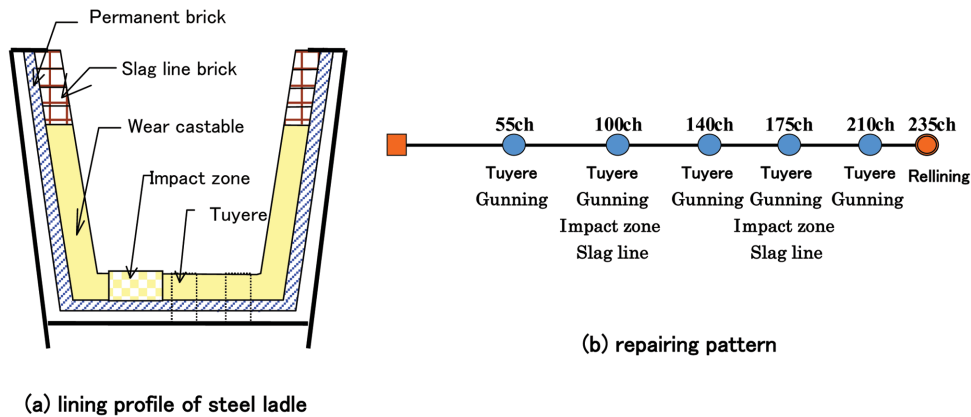 Permanent brick
Slag line brick
Wear castable
Impact zone
Tuyere
(a) lining profile of steel ladle
55ch 100ch 140ch 175ch 210ch 235ch
Tuyere Tuyere Tuyere Tuyere Tuyere Rellining
Gunning Gunning Gunning Gunning Gunning
Impact zone Impact zone
Slag line Slag line
(b) repairing pattern